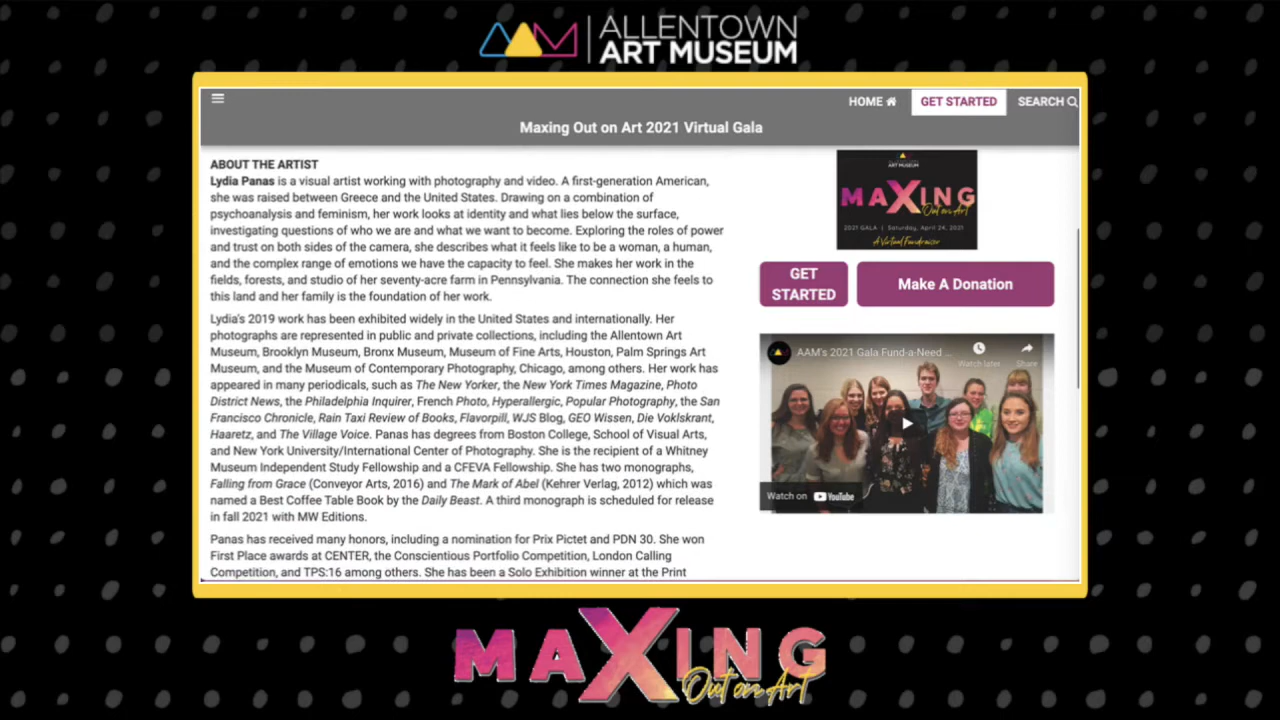 ALLENTOWN
ART MUSEUM
HOME
GET STARTED
SEARCH
Maxing Out on Art 2021 Virtual Gala
ABOUT THE ARTIST
Lydia Panas is a visual artist working with photography and video. A first-generation American,
she was raised between Greece and the United States. Drawing on a combination of
psychoanalysis and feminism, her work looks at identity and what lies below the surface,
investigating questions of who we are and what we want to become. Exploring the roles of power
and trust on both sides of the camera, she describes what it feels like to be a woman, a human,
and the complex range of emotions we have the capacity to feel. She makes her work in the
fields, forests, and studio of her seventy-acre farm in Pennsylvania. The connection she feels to
this land and her family is the foundation of her work.
Lydia's 2019 work has been exhibited widely in the United States and internationally. Her
photographs are represented in public and private collections, including the Allentown Art
Museum, Brooklyn Museum, Bronx Museum, Museum of Fine Arts, Houston, Palm Springs Art
Museum, and the Museum of Contemporary Photography, Chicago, among others. Her work has
appeared in many periodicals, such as The New Yorker, the New York Times Magazine, Photo
District News, the Philadelphia Inquirer, French Photo, Hyperallergic, Popular Photography, the San
Francisco Chronicle, Rain Taxi Review of Books, Flavorpill, WJS Blog, GEO Wissen, Die Voklskrant,
Haaretz, and The Village Voice. Panas has degrees from Boston College, School of Visual Arts,
and New York University/International Center of Photography. She is the recipient of a Whitney
Museum Independent Study Fellowship and a CFEVA Fellowship. She has two monographs,
Falling from Grace (Conveyor Arts, 2016) and The Mark of Abel (Kehrer Verlag, 2012) which was
named a Best Coffee Table Book by the Daily Beast. A third monograph is scheduled for release
in fall 2021 with MW Editions.
Panas has received many honors, including a nomination for Prix Pictet and PDN 30. She won
First Place awards at CENTER, the Conscientious Portfolio Competition, London Calling
Competition, and TPS:16 among others. She has been a Solo Exhibition winner at the Print
ALLENTOWN
ART MUSEUM
MAXING
Out on Art
2021 GALA | Saturday, April 24, 2021
A Virtual Fundraiser
GET
STARTED
Make A Donation
AAM's 2021 Gala Fund-a-Need ...
Watch later
Share
Watch on YouTube
MAXING
Out on Art